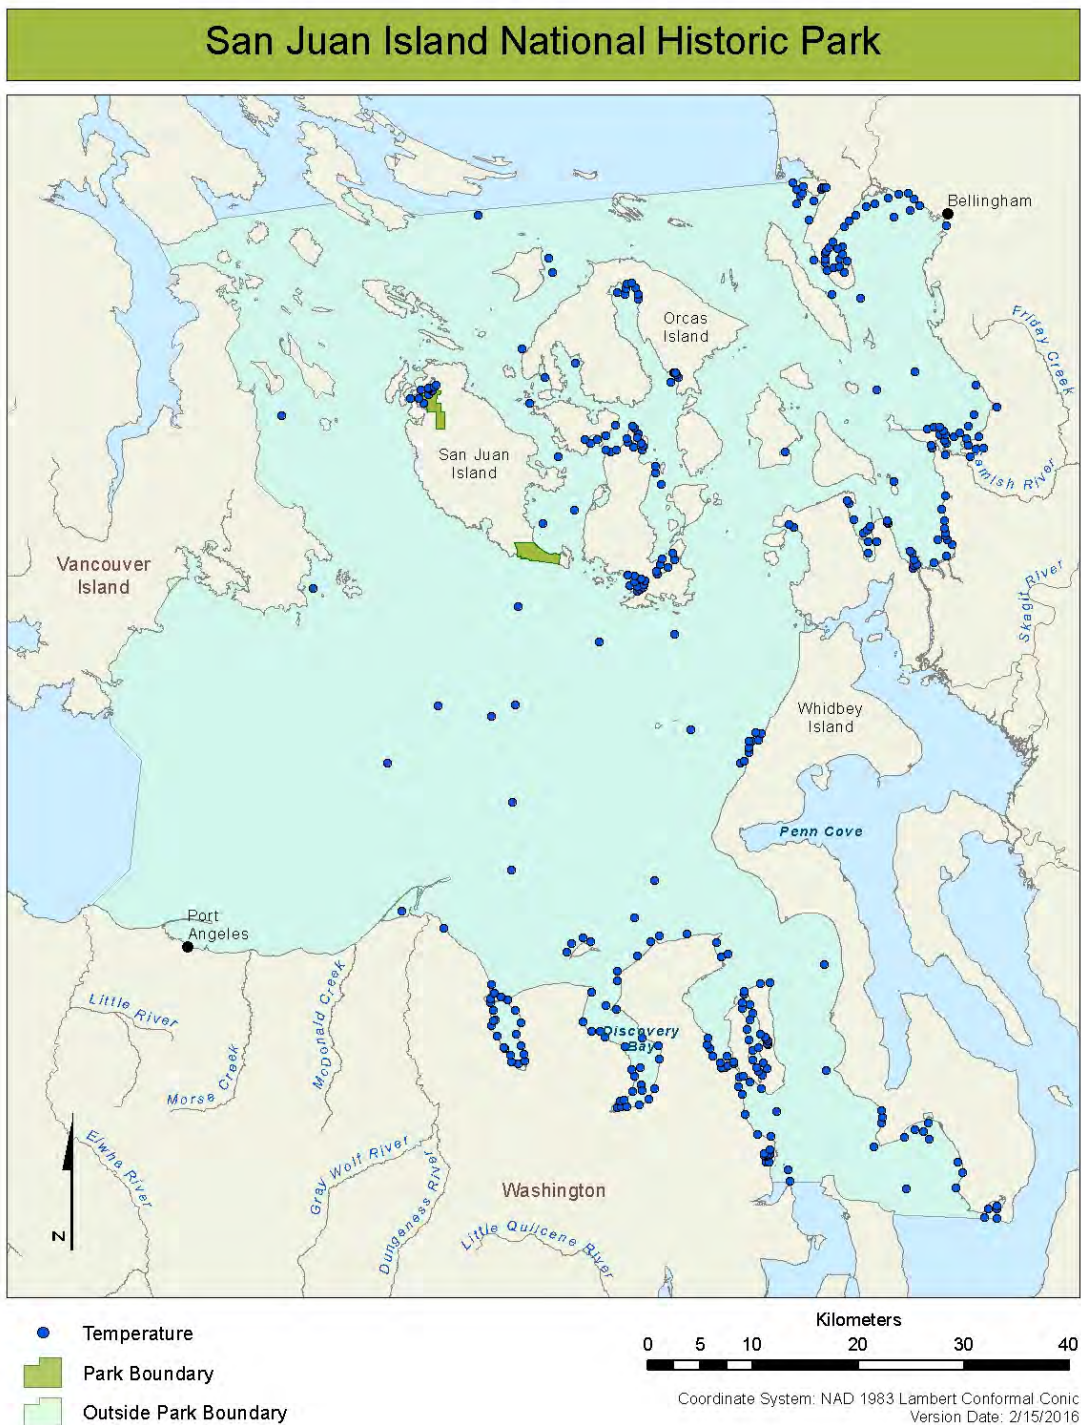 San Juan Island National Historic Park
Bellingham
Friday Creek
Orcas
Island
San Juan
Island
amish River
Vancouver
Island
Skagit River
Whidbey
Island
Penn Cove
Port
Angeles
Little River
McDonald Creek
Discovery
Bay
Morse Creek
Elwha River
Gray Wolf River
Dungeness River
Washington
Little Quilcene River
N
Temperature
Park Boundary
Outside Park Boundary
Kilometers
0 5 10 20 30 40
Coordinate System: NAD 1983 Lambert Conformal Conic
Version Date: 2/15/2016